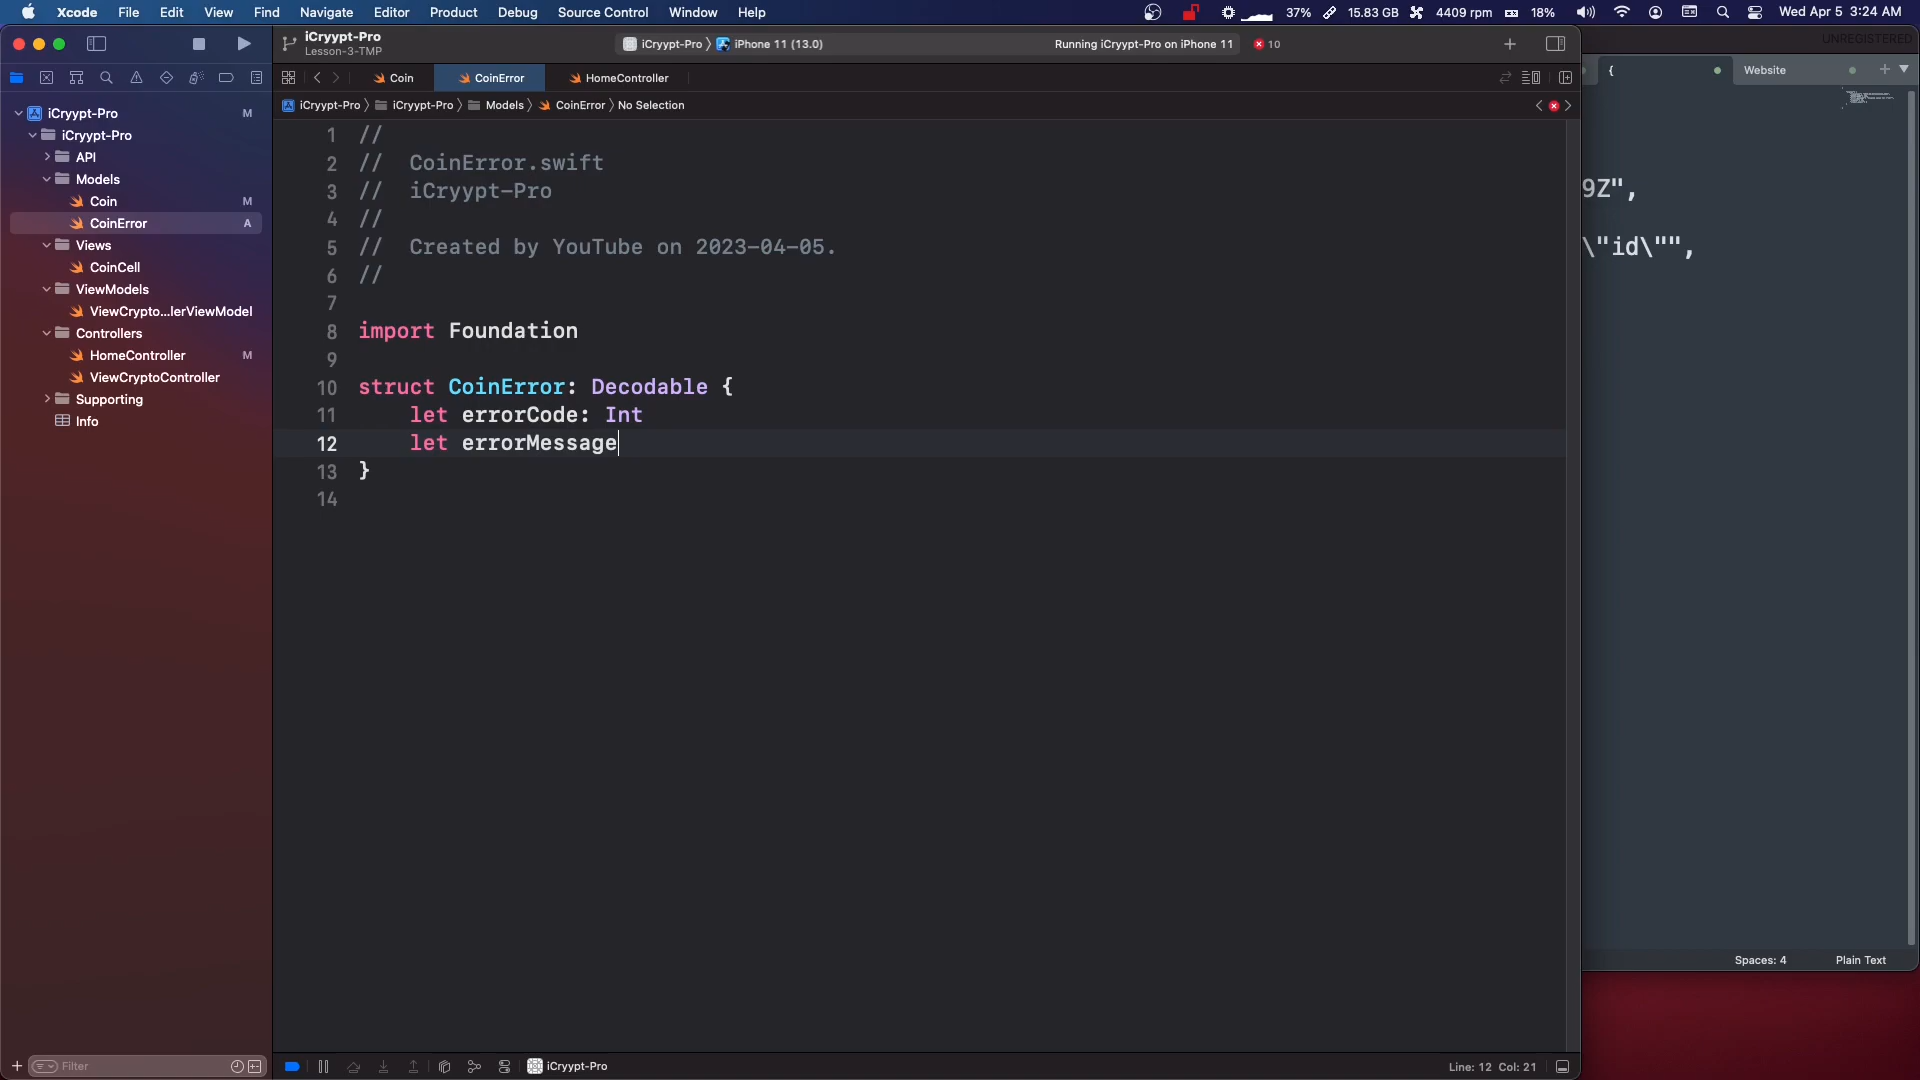 Xcode File Edit View Find Navigate Editor Product Debug Source Control Window Help 37% 15.83 GB 4409 rpm 18% Wed Apr 5 3:24 AM
iCryypt-Pro
Lesson-3-TMP
iCryypt-Pro iPhone 11 (13.0) Running iCryypt-Pro on iPhone 11 10
UNREGISTERED
{ Website
Coin CoinError HomeController
iCryypt-Pro iCryypt-Pro Models CoinError No Selection
iCryypt-Pro M
iCryypt-Pro
API
Models
Coin M
CoinError A
Views
CoinCell
ViewModels
ViewCrypto...lerViewModel
Controllers
HomeController M
ViewCryptoController
Supporting
Info
1 //
2 // CoinError.swift
3 // iCryypt-Pro
4 //
5 // Created by YouTube on 2023-04-05.
6 //
7
8 import Foundation
9
10 struct CoinError: Decodable {
11 let errorCode: Int
12 let errorMessage
13 }
14
9Z",
\"id\"",
Spaces: 4 Plain Text
Filter
iCryypt-Pro
Line: 12 Col: 21